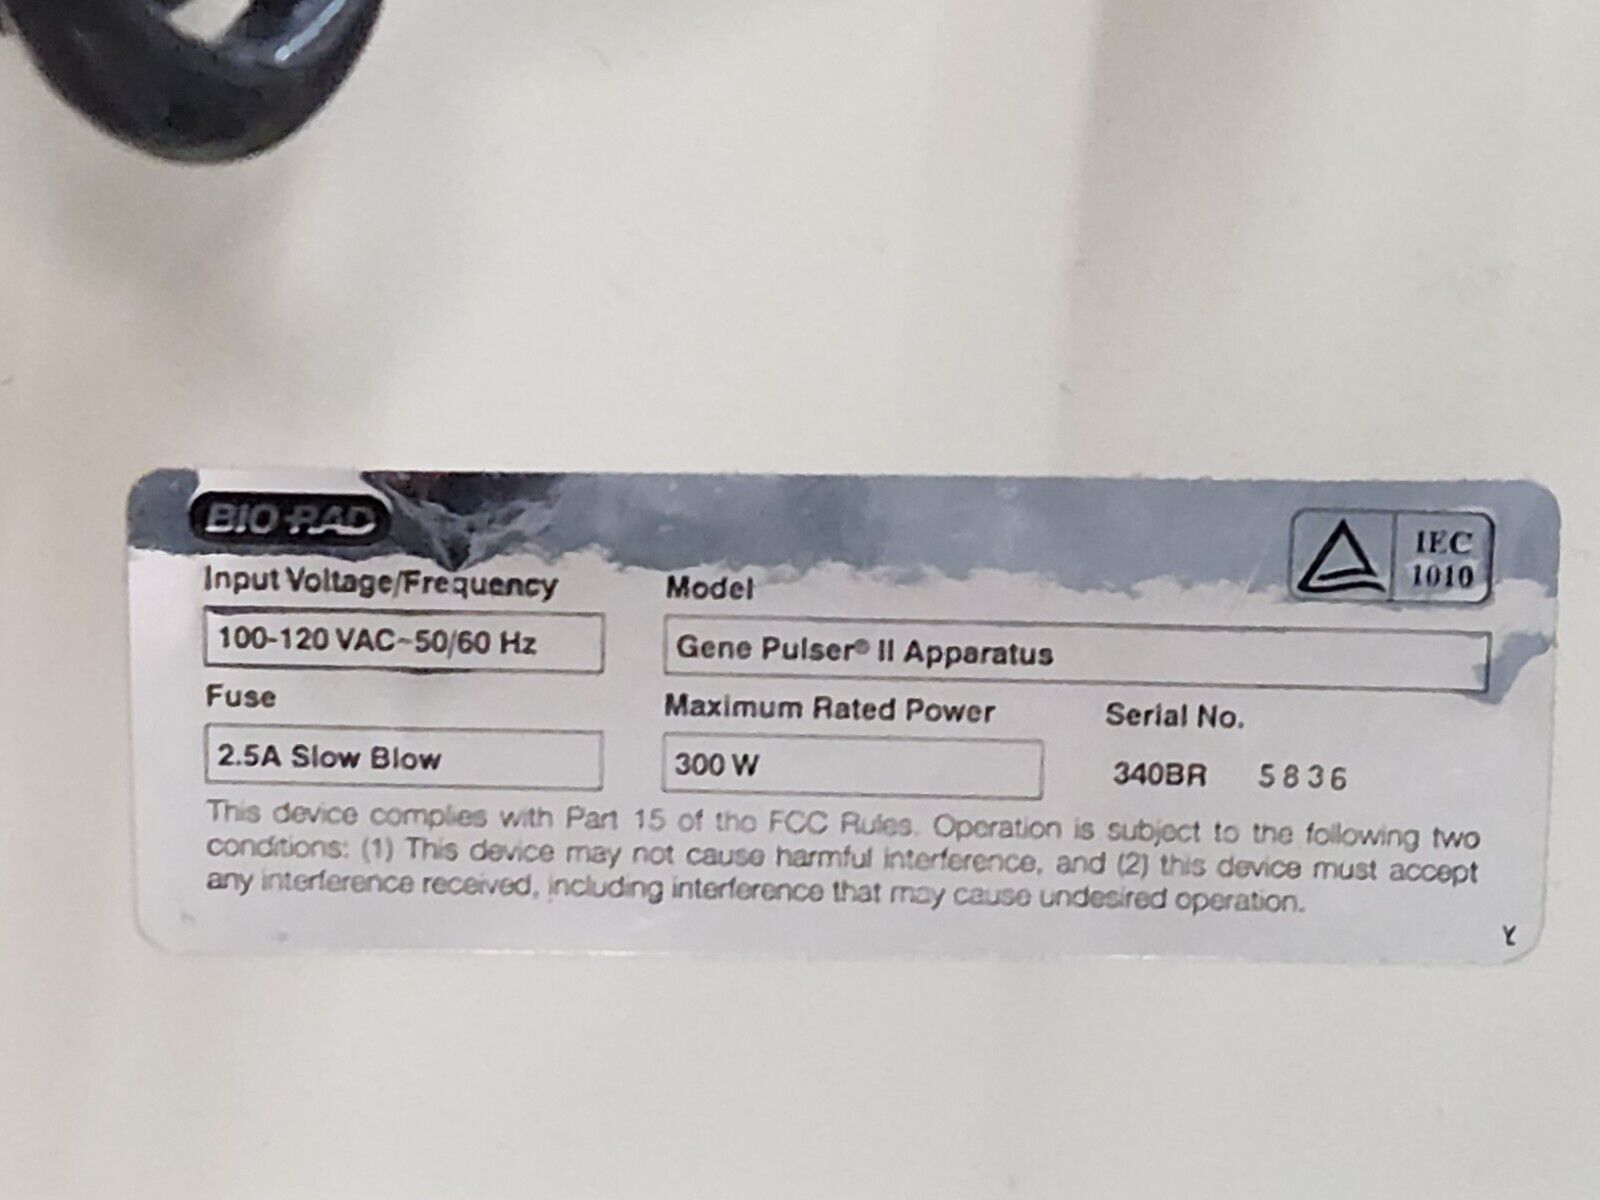 BIO-RAD
IEC
1010
Input Voltage/Frequency
100-120 VAC~50/60 Hz
Model
Gene Pulser® II Apparatus
Fuse
2.5A Slow Blow
Maximum Rated Power
300 W
Serial No.
340BR 5836
This device complies with Part 15 of the FCC Rules. Operation is subject to the following two
conditions: (1) This device may not cause harmful interference, and (2) this device must accept
any interference received, including interference that may cause undesired operation.
Y